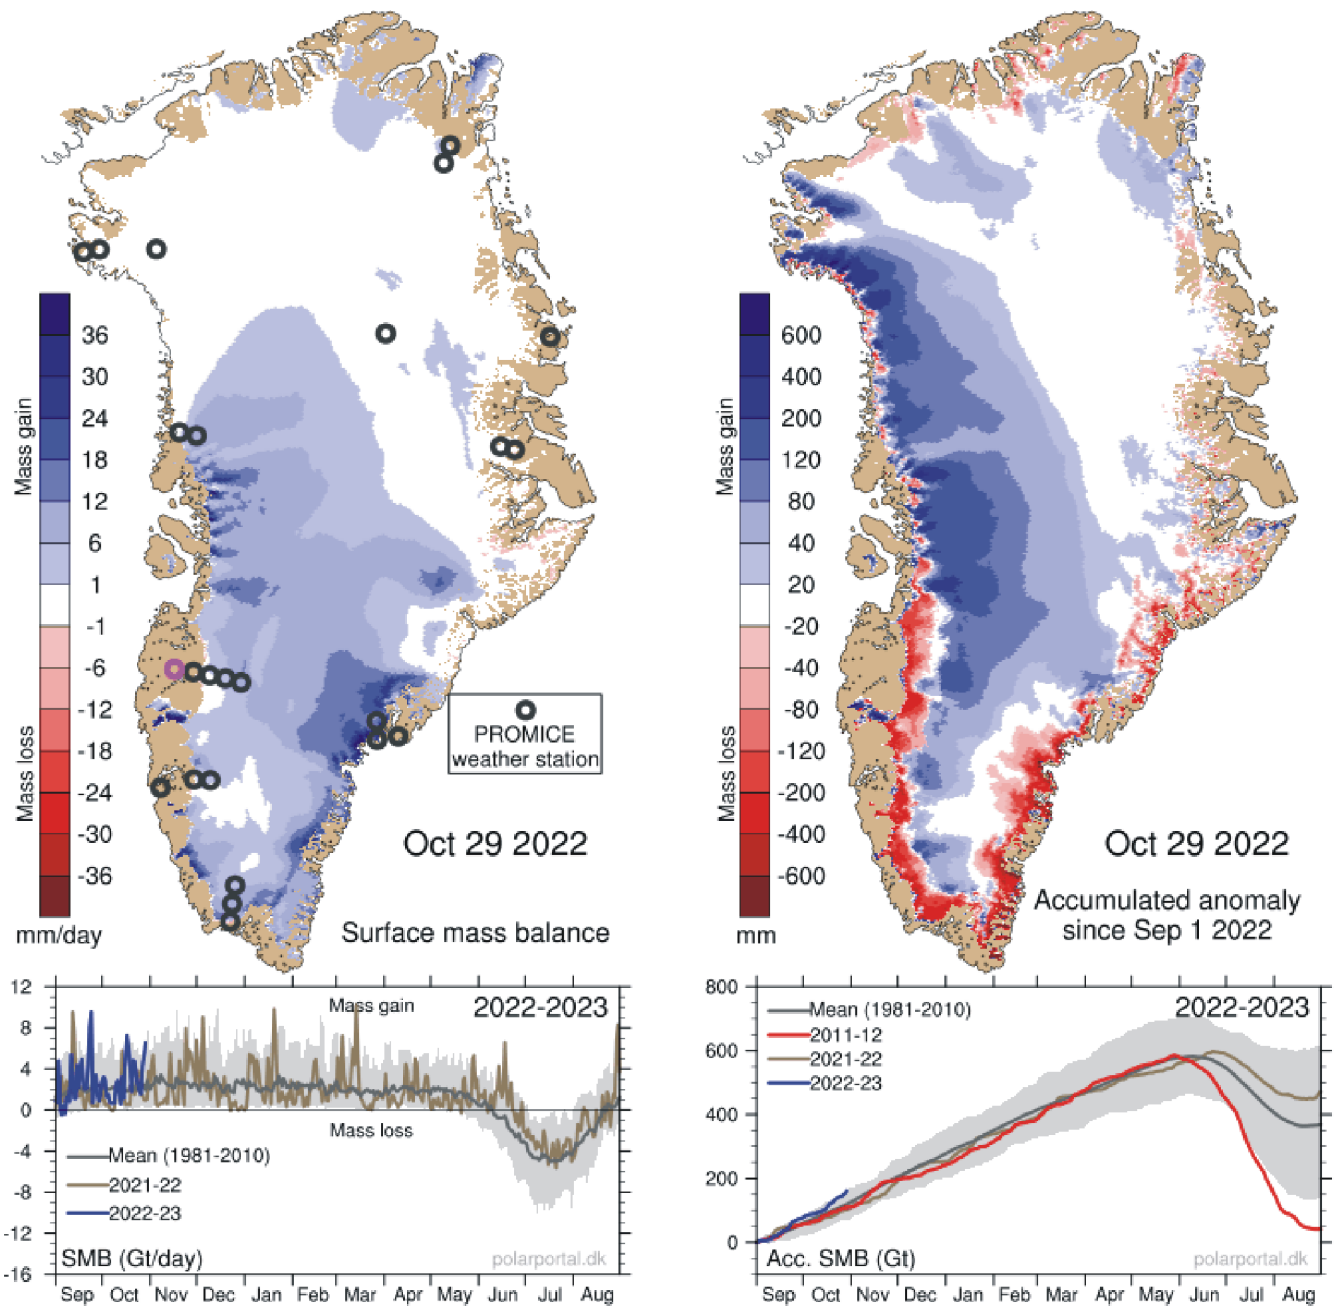 Mass gain
Mass loss
36
30
24
18
12
6
1
-1
-6
-12
-18
-24
-30
-36
mm/day
PROMICE
weather station
Oct 29 2022
Surface mass balance
Mass gain
Mass loss
600
400
200
120
80
40
20
-20
-40
-80
-120
-200
-400
-600
mm
Oct 29 2022
Accumulated anomaly
since Sep 1 2022
12
8
4
0
-4
-8
-12
-16
Mass gain
2022-2023
Mass loss
Mean (1981-2010)
2021-22
2022-23
SMB (Gt/day)
polarportal.dk
Sep Oct Nov Dec Jan Feb Mar Apr May Jun Jul Aug
800
600
400
200
0
2022-2023
Mean (1981-2010)
2011-12
2021-22
2022-23
Acc. SMB (Gt)
polarportal.dk
Sep Oct Nov Dec Jan Feb Mar Apr May Jun Jul Aug